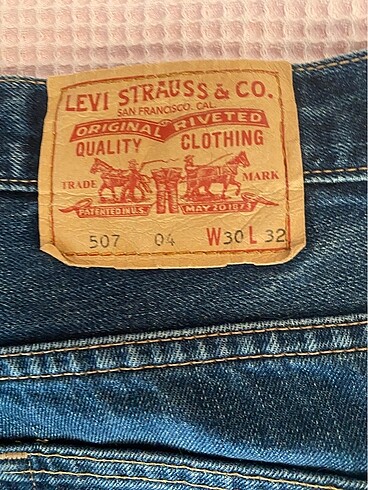 LEVI STRAUSS & CO.
SAN FRANCISCO, CAL.
ORIGINAL RIVETED
QUALITY CLOTHING
TRADE MARK
PATENTED IN U.S. MAY 20 1873
507 04 W30 L 32